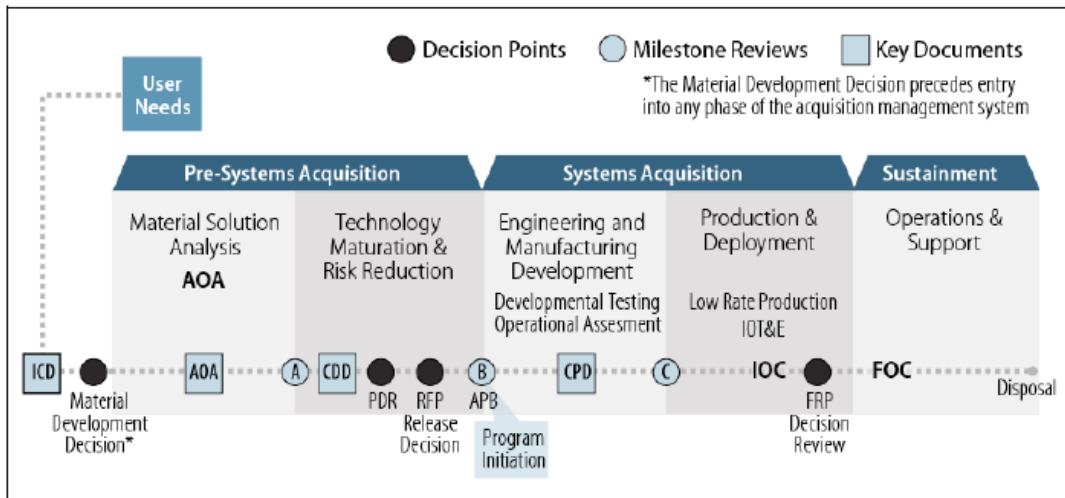 Decision Points
Milestone Reviews
Key Documents
*The Material Development Decision precedes entry
into any phase of the acquisition management system
User
Needs
Pre-Systems Acquisition
Systems Acquisition
Sustainment
Material Solution
Analysis
AOA
Technology
Maturation &
Risk Reduction
Engineering and
Manufacturing
Development
Developmental Testing
Operational Assesment
Production &
Deployment
Low Rate Production
IOT&E
Operations &
Support
ICD
AOA
A
CDD
B
CPD
C
IOC
FOC
Material
Development
Decision*
PDR
RFP
Release
Decision
APB
Program
Initiation
FRP
Decision
Review
Disposal